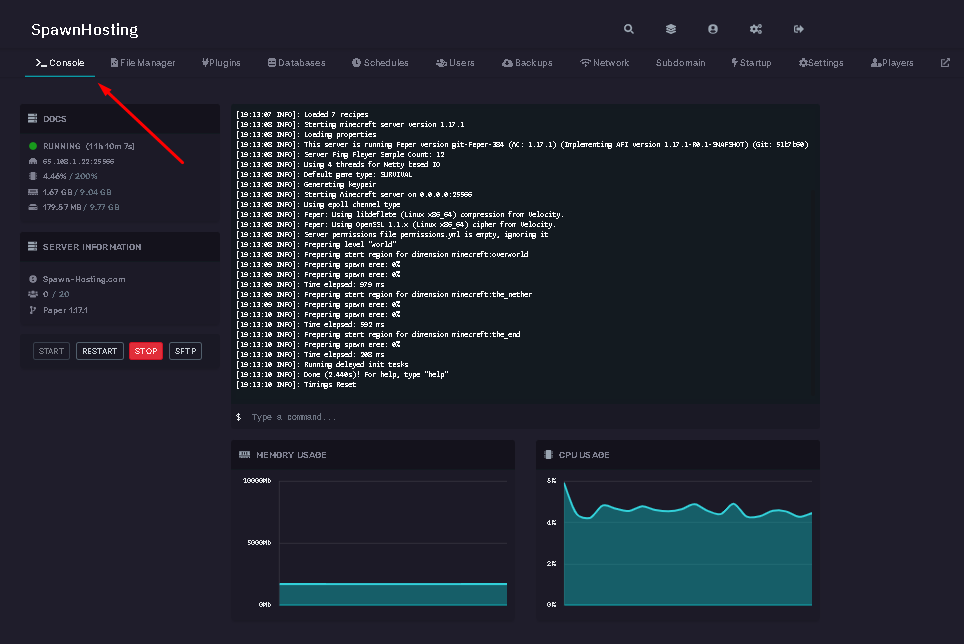 SpawnHosting
Console File Manager Plugins Databases Schedules Users Backups Network Subdomain Startup Settings Players
DOCS
RUNNING (11h 10m 7s)
65.108.1.22:25566
4.46% / 200%
1.67 GB / 9.04 GB
179.57 MB / 9.77 GB
SERVER INFORMATION
Spawn-Hosting.com
0 / 20
Paper 1.17.1
START RESTART STOP SFTP
[19:13:07 INFO]: Loaded 7 recipes
[19:13:08 INFO]: Starting minecraft server version 1.17.1
[19:13:08 INFO]: Loading properties
[19:13:08 INFO]: This server is running Paper version git-Paper-384 (MC: 1.17.1) (Implementing API version 1.17.1-R0.1-SNAPSHOT) (Git: 51b7b60)
[19:13:08 INFO]: Server Ping Player Sample Count: 12
[19:13:08 INFO]: Using 4 threads for Netty based IO
[19:13:08 INFO]: Default game type: SURVIVAL
[19:13:08 INFO]: Generating keypair
[19:13:08 INFO]: Starting Minecraft server on 0.0.0.0:25566
[19:13:08 INFO]: Using epoll channel type
[19:13:08 INFO]: Paper: Using libdeflate (Linux x86_64) compression from Velocity.
[19:13:08 INFO]: Paper: Using OpenSSL 1.1.x (Linux x86_64) cipher from Velocity.
[19:13:08 INFO]: Server permissions file permissions.yml is empty, ignoring it
[19:13:08 INFO]: Preparing level "world"
[19:13:08 INFO]: Preparing start region for dimension minecraft:overworld
[19:13:09 INFO]: Preparing spawn area: 0%
[19:13:09 INFO]: Preparing spawn area: 0%
[19:13:09 INFO]: Time elapsed: 979 ms
[19:13:09 INFO]: Preparing start region for dimension minecraft:the_nether
[19:13:09 INFO]: Preparing spawn area: 0%
[19:13:10 INFO]: Preparing spawn area: 0%
[19:13:10 INFO]: Time elapsed: 592 ms
[19:13:10 INFO]: Preparing start region for dimension minecraft:the_end
[19:13:10 INFO]: Preparing spawn area: 0%
[19:13:10 INFO]: Time elapsed: 208 ms
[19:13:10 INFO]: Running delayed init tasks
[19:13:10 INFO]: Done (2.440s)! For help, type "help"
[19:13:10 INFO]: Timings Reset
$ Type a command...
MEMORY USAGE
10000Mb
5000Mb
0Mb
CPU USAGE
6%
4%
2%
0%